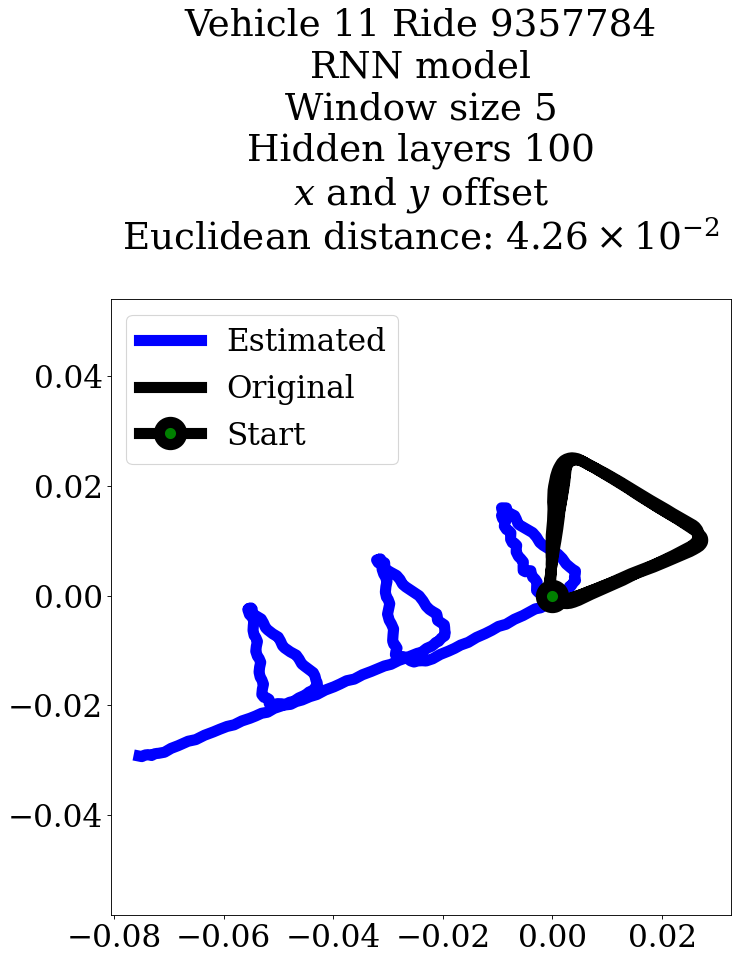 Vehicle 11 Ride 9357784
RNN model
Window size 5
Hidden layers 100
x and y offset
Euclidean distance: 4.26 × 10⁻²
Estimated
Original
Start
0.04
0.02
0.00
−0.02
−0.04
−0.08 −0.06 −0.04 −0.02 0.00 0.02